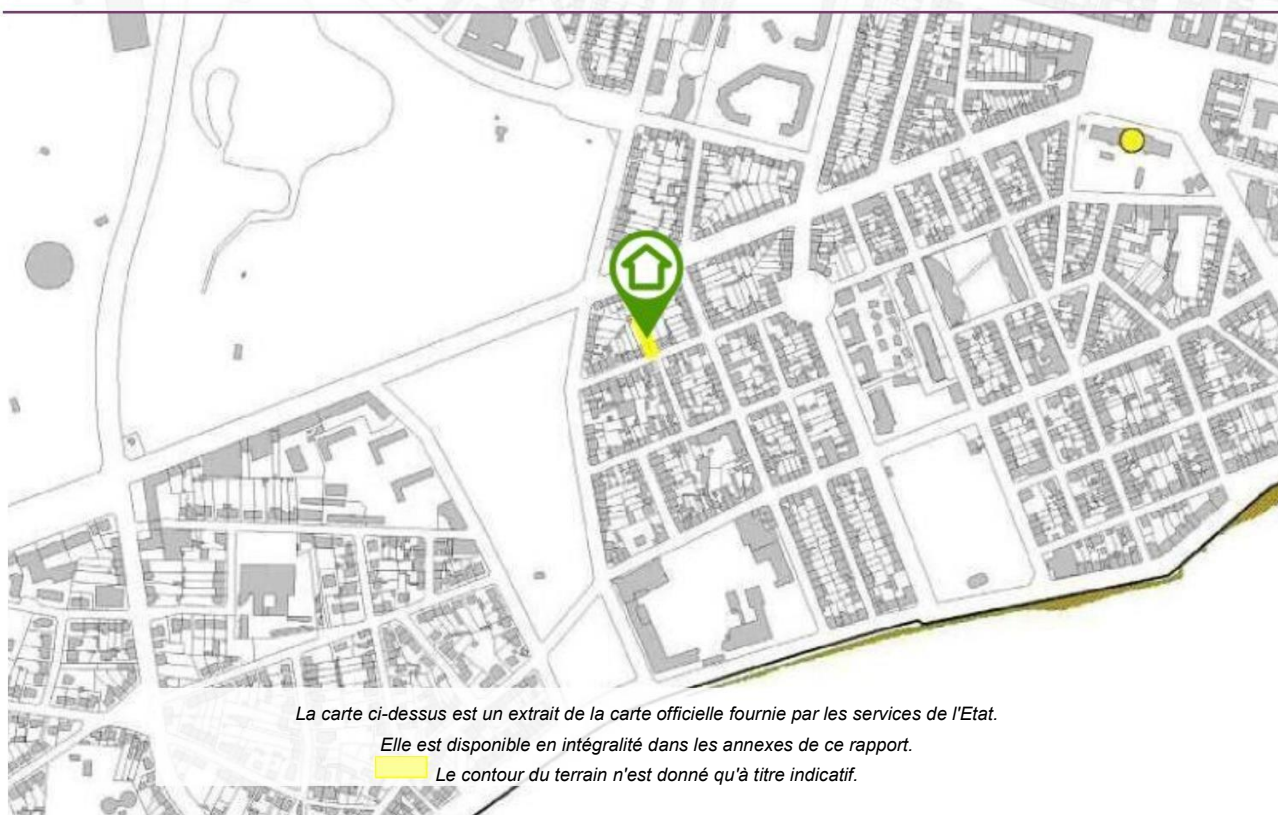 La carte ci-dessus est un extrait de la carte officielle fournie par les services de l'Etat.
Elle est disponible en intégralité dans les annexes de ce rapport.
Le contour du terrain n'est donné qu'à titre indicatif.